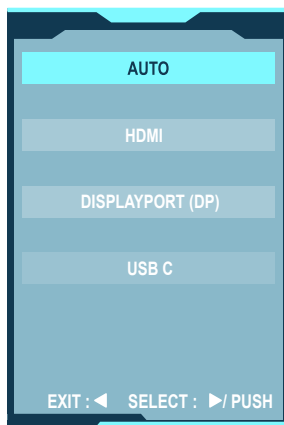 AUTO
HDMI
DISPLAYPORT (DP)
USB C
EXIT : ◀ SELECT : ▶/ PUSH